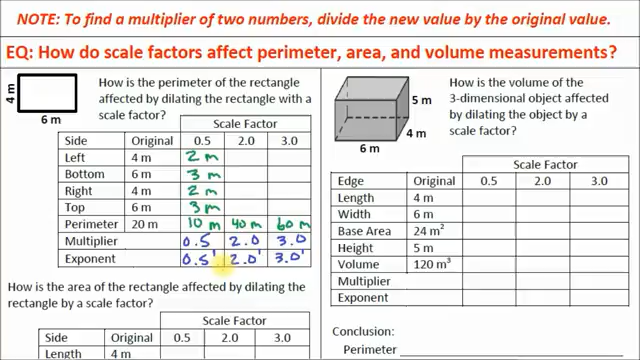 NOTE: To find a multiplier of two numbers, divide the new value by the original value.
EQ: How do scale factors affect perimeter, area, and volume measurements?
4 m
6 m
How is the perimeter of the rectangle
affected by dilating the rectangle with a
scale factor?
Scale Factor
Side Original 0.5 2.0 3.0
Left 4 m 2 m
Bottom 6 m 3 m
Right 4 m 2 m
Top 6 m 3 m
Perimeter 20 m 10 m 40 m 60 m
Multiplier 0.5 2.0 3.0
Exponent 0.5¹ 2.0¹ 3.0¹
How is the area of the rectangle affected by dilating the
rectangle by a scale factor?
Scale Factor
Side Original 0.5 2.0 3.0
Length 4 m
5 m
4 m
6 m
How is the volume of the
3-dimensional object affected
by dilating the object by a
scale factor?
Scale Factor
Edge Original 0.5 2.0 3.0
Length 4 m
Width 6 m
Base Area 24 m²
Height 5 m
Volume 120 m³
Multiplier
Exponent
Conclusion:
Perimeter